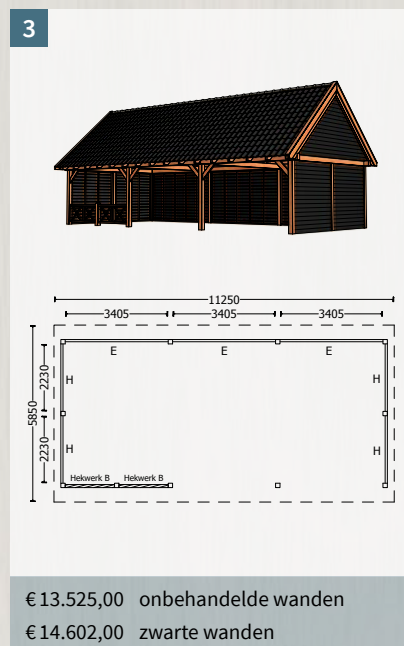 3
11250
3405 3405 3405
E E E
5850
2230
H H
2230
H H
Hekwerk B Hekwerk B
€ 13.525,00 onbehandelde wanden
€ 14.602,00 zwarte wanden